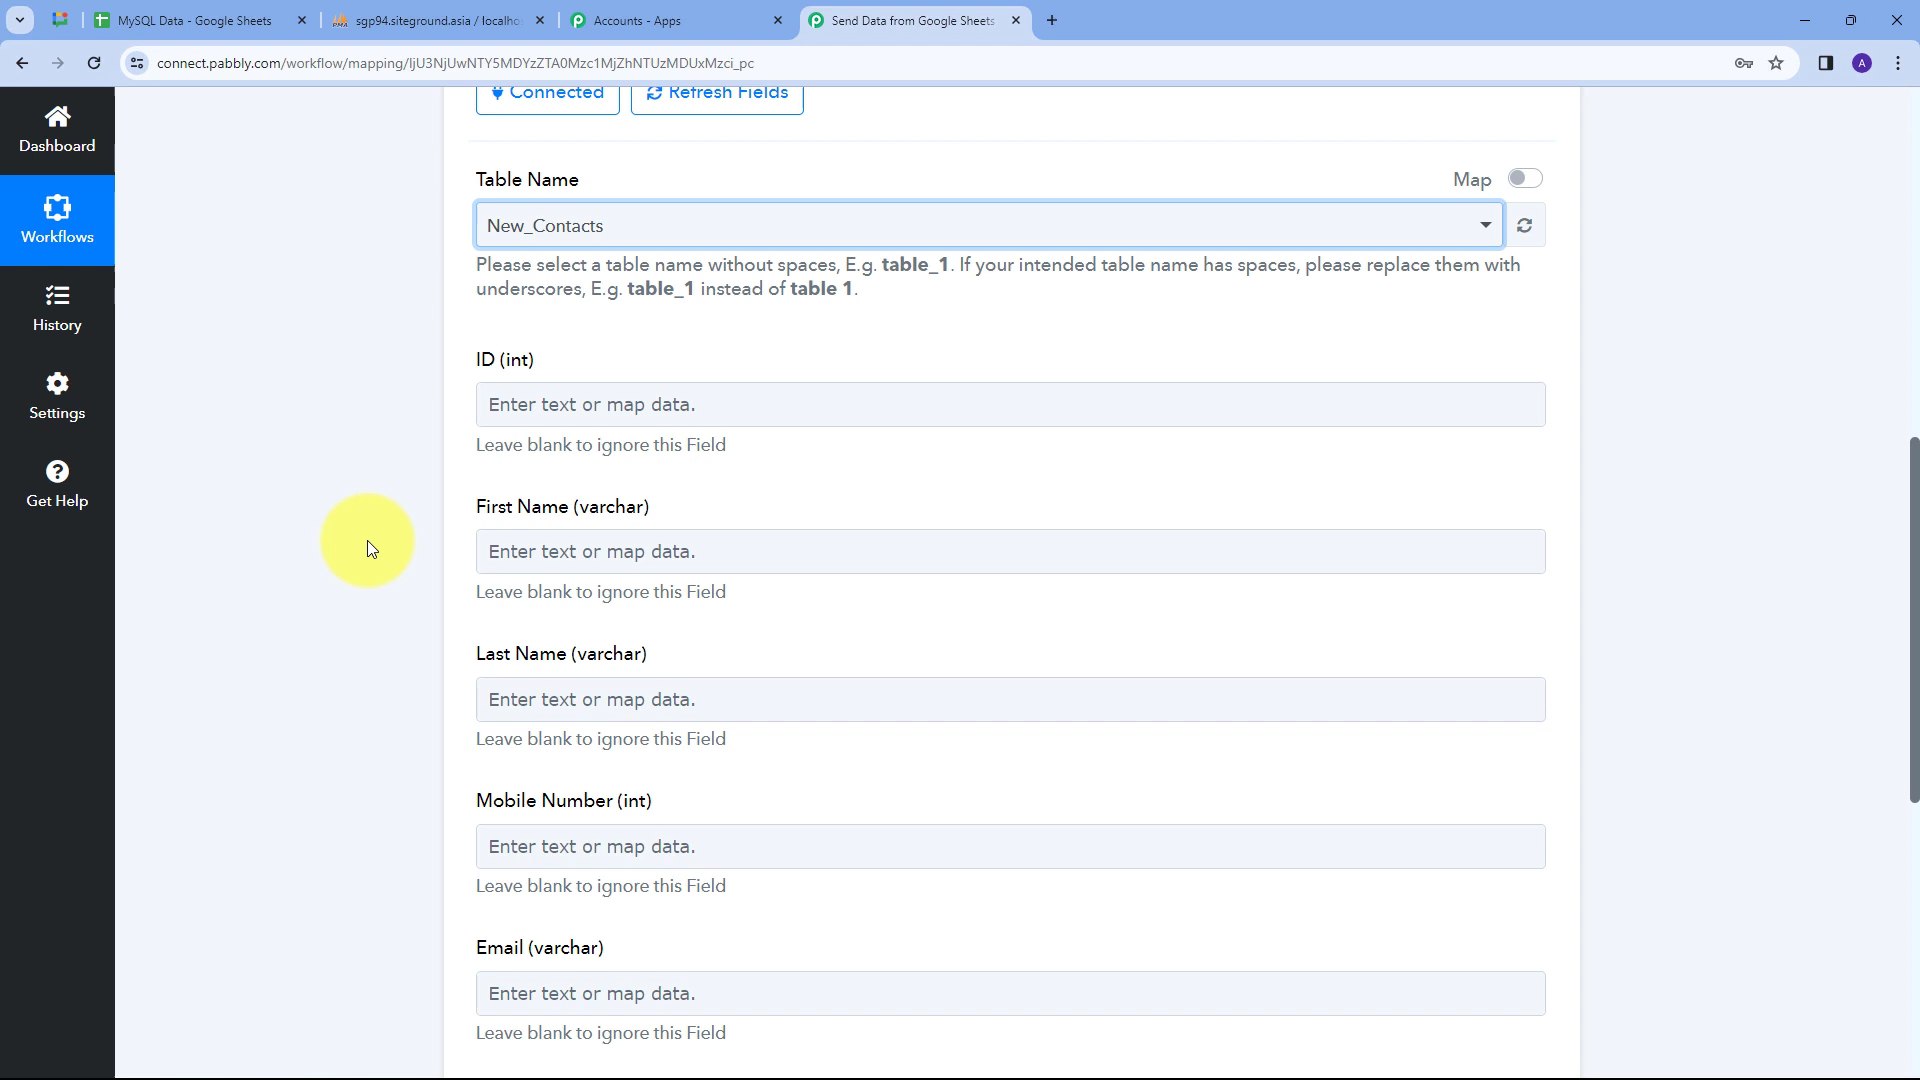 MySQL Data - Google Sheets
sgp94.siteground.asia / localho
Accounts - Apps
Send Data from Google Sheets
connect.pabbly.com/workflow/mapping/IjU3NjUwNTY5MDYzZTA0Mzc1MjZhNTUzMDUxMzci_pc
A
Dashboard
Workflows
History
Settings
Get Help
Connected
Refresh Fields
Table Name
Map
New_Contacts
Please select a table name without spaces, E.g. table_1. If your intended table name has spaces, please replace them with
underscores, E.g. table_1 instead of table 1.
ID (int)
Enter text or map data.
Leave blank to ignore this Field
First Name (varchar)
Enter text or map data.
Leave blank to ignore this Field
Last Name (varchar)
Enter text or map data.
Leave blank to ignore this Field
Mobile Number (int)
Enter text or map data.
Leave blank to ignore this Field
Email (varchar)
Enter text or map data.
Leave blank to ignore this Field